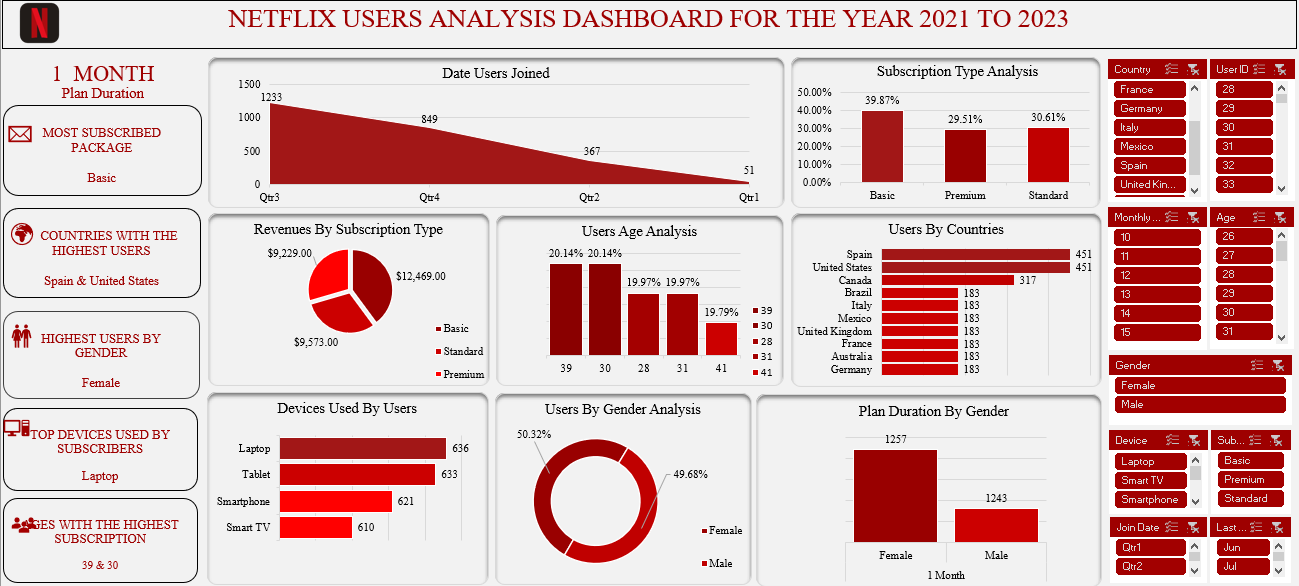 N
NETFLIX USERS ANALYSIS DASHBOARD FOR THE YEAR 2021 TO 2023
1 MONTH
Plan Duration
MOST SUBSCRIBED
PACKAGE
Basic
COUNTRIES WITH THE
HIGHEST USERS
Spain & United States
HIGHEST USERS BY
GENDER
Female
TOP DEVICES USED BY
SUBSCRIBERS
Laptop
GES WITH THE HIGHEST
SUBSCRIPTION
39 & 30
Date Users Joined
1500
1000
500
0
1233
849
367
51
Qtr3
Qtr4
Qtr2
Qtr1
Subscription Type Analysis
50.00%
40.00%
30.00%
20.00%
10.00%
0.00%
39.87%
29.51%
30.61%
Basic
Premium
Standard
Revenues By Subscription Type
$9,229.00
$12,469.00
$9,573.00
Basic
Standard
Premium
Users Age Analysis
20.14% 20.14%
19.97% 19.97%
19.79%
39
30
28
31
41
39
30
28
31
41
Users By Countries
Spain 451
United States 451
Canada 317
Brazil 183
Italy 183
Mexico 183
United Kingdom 183
France 183
Australia 183
Germany 183
Devices Used By Users
Laptop 636
Tablet 633
Smartphone 621
Smart TV 610
Users By Gender Analysis
50.32%
49.68%
Female
Male
Plan Duration By Gender
1257
1243
Female
Male
1 Month
Country
France
Germany
Italy
Mexico
Spain
United Kin...
User ID
28
29
30
31
32
33
Monthly ...
10
11
12
13
14
15
Age
26
27
28
29
30
31
Gender
Female
Male
Device
Laptop
Smart TV
Smartphone
Sub...
Basic
Premium
Standard
Join Date
Qtr1
Qtr2
Last ...
Jun
Jul